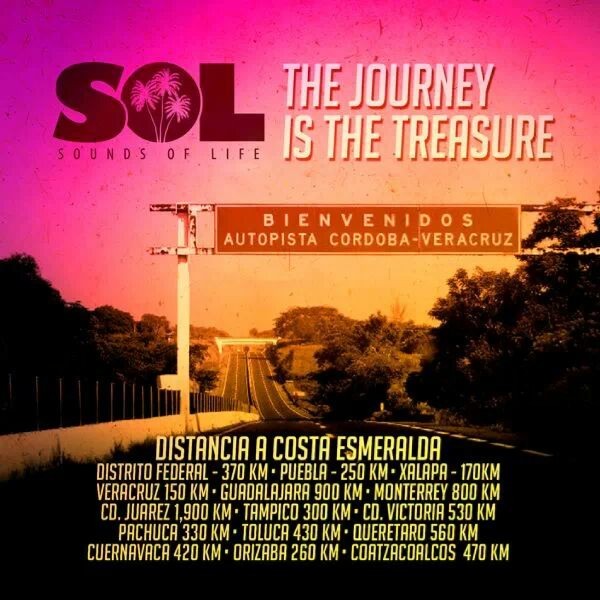 SOL
SOUNDS OF LIFE
THE JOURNEY
IS THE TREASURE
BIENVENIDOS
AUTOPISTA CORDOBA-VERACRUZ
DISTANCIA A COSTA ESMERALDA
DISTRITO FEDERAL - 370 KM • PUEBLA - 250 KM • XALAPA - 170KM
VERACRUZ 150 KM • GUADALAJARA 900 KM • MONTERREY 800 KM
CD. JUAREZ 1,900 KM • TAMPICO 300 KM • CD. VICTORIA 530 KM
PACHUCA 330 KM • TOLUCA 430 KM • QUERETARO 560 KM
CUERNAVACA 420 KM • ORIZABA 260 KM • COATZACOALCOS 470 KM